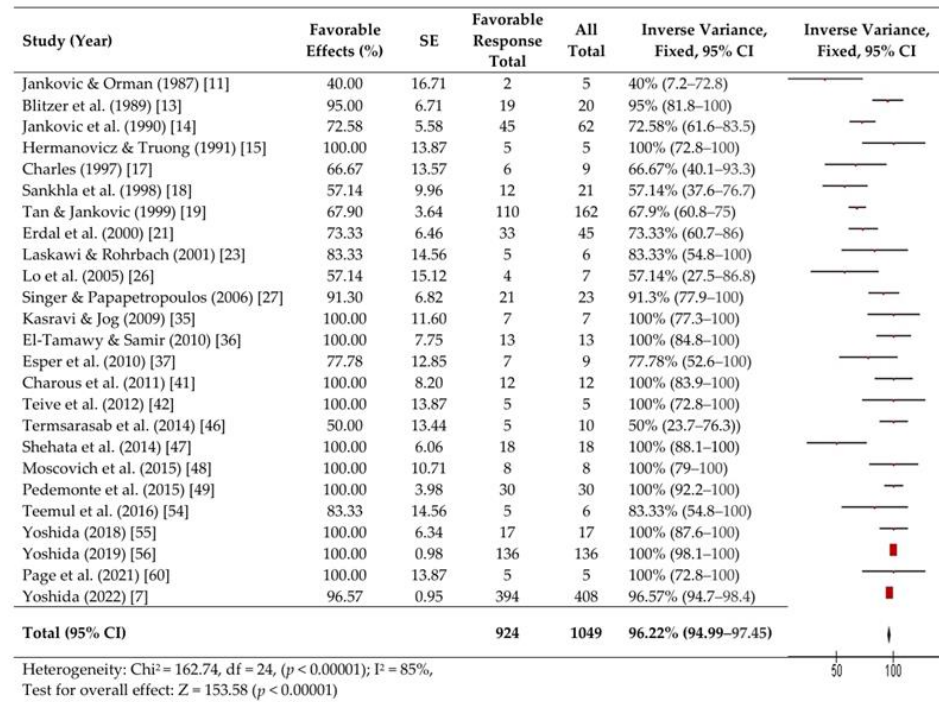 Study (Year) Favorable Effects (%) SE Favorable Response Total All Total Inverse Variance, Fixed, 95% CI Inverse Variance, Fixed, 95% CI
Jankovic & Orman (1987) [11] 40.00 16.71 2 5 40% (7.2–72.8)
Blitzer et al. (1989) [13] 95.00 6.71 19 20 95% (81.8–100)
Jankovic et al. (1990) [14] 72.58 5.58 45 62 72.58% (61.6–83.5)
Hermanovicz & Truong (1991) [15] 100.00 13.87 5 5 100% (72.8–100)
Charles (1997) [17] 66.67 13.57 6 9 66.67% (40.1–93.3)
Sankhla et al. (1998) [18] 57.14 9.96 12 21 57.14% (37.6–76.7)
Tan & Jankovic (1999) [19] 67.90 3.64 110 162 67.9% (60.8–75)
Erdal et al. (2000) [21] 73.33 6.46 33 45 73.33% (60.7–86)
Laskawi & Rohrbach (2001) [23] 83.33 14.56 5 6 83.33% (54.8–100)
Lo et al. (2005) [26] 57.14 15.12 4 7 57.14% (27.5–86.8)
Singer & Papapetropoulos (2006) [27] 91.30 6.82 21 23 91.3% (77.9–100)
Kasravi & Jog (2009) [35] 100.00 11.60 7 7 100% (77.3–100)
El-Tamawy & Samir (2010) [36] 100.00 7.75 13 13 100% (84.8–100)
Esper et al. (2010) [37] 77.78 12.85 7 9 77.78% (52.6–100)
Charous et al. (2011) [41] 100.00 8.20 12 12 100% (83.9–100)
Teive et al. (2012) [42] 100.00 13.87 5 5 100% (72.8–100)
Termsarasab et al. (2014) [46] 50.00 13.44 5 10 50% (23.7–76.3))
Shehata et al. (2014) [47] 100.00 6.06 18 18 100% (88.1–100)
Moscovich et al. (2015) [48] 100.00 10.71 8 8 100% (79–100)
Pedemonte et al. (2015) [49] 100.00 3.98 30 30 100% (92.2–100)
Teemul et al. (2016) [54] 83.33 14.56 5 6 83.33% (54.8–100)
Yoshida (2018) [55] 100.00 6.34 17 17 100% (87.6–100)
Yoshida (2019) [56] 100.00 0.98 136 136 100% (98.1–100)
Page et al. (2021) [60] 100.00 13.87 5 5 100% (72.8–100)
Yoshida (2022) [7] 96.57 0.95 394 408 96.57% (94.7–98.4)
Total (95% CI) 924 1049 96.22% (94.99–97.45)
Heterogeneity: Chi² = 162.74, df = 24, (p < 0.00001); I² = 85%,
50 100
Test for overall effect: Z = 153.58 (p < 0.00001)